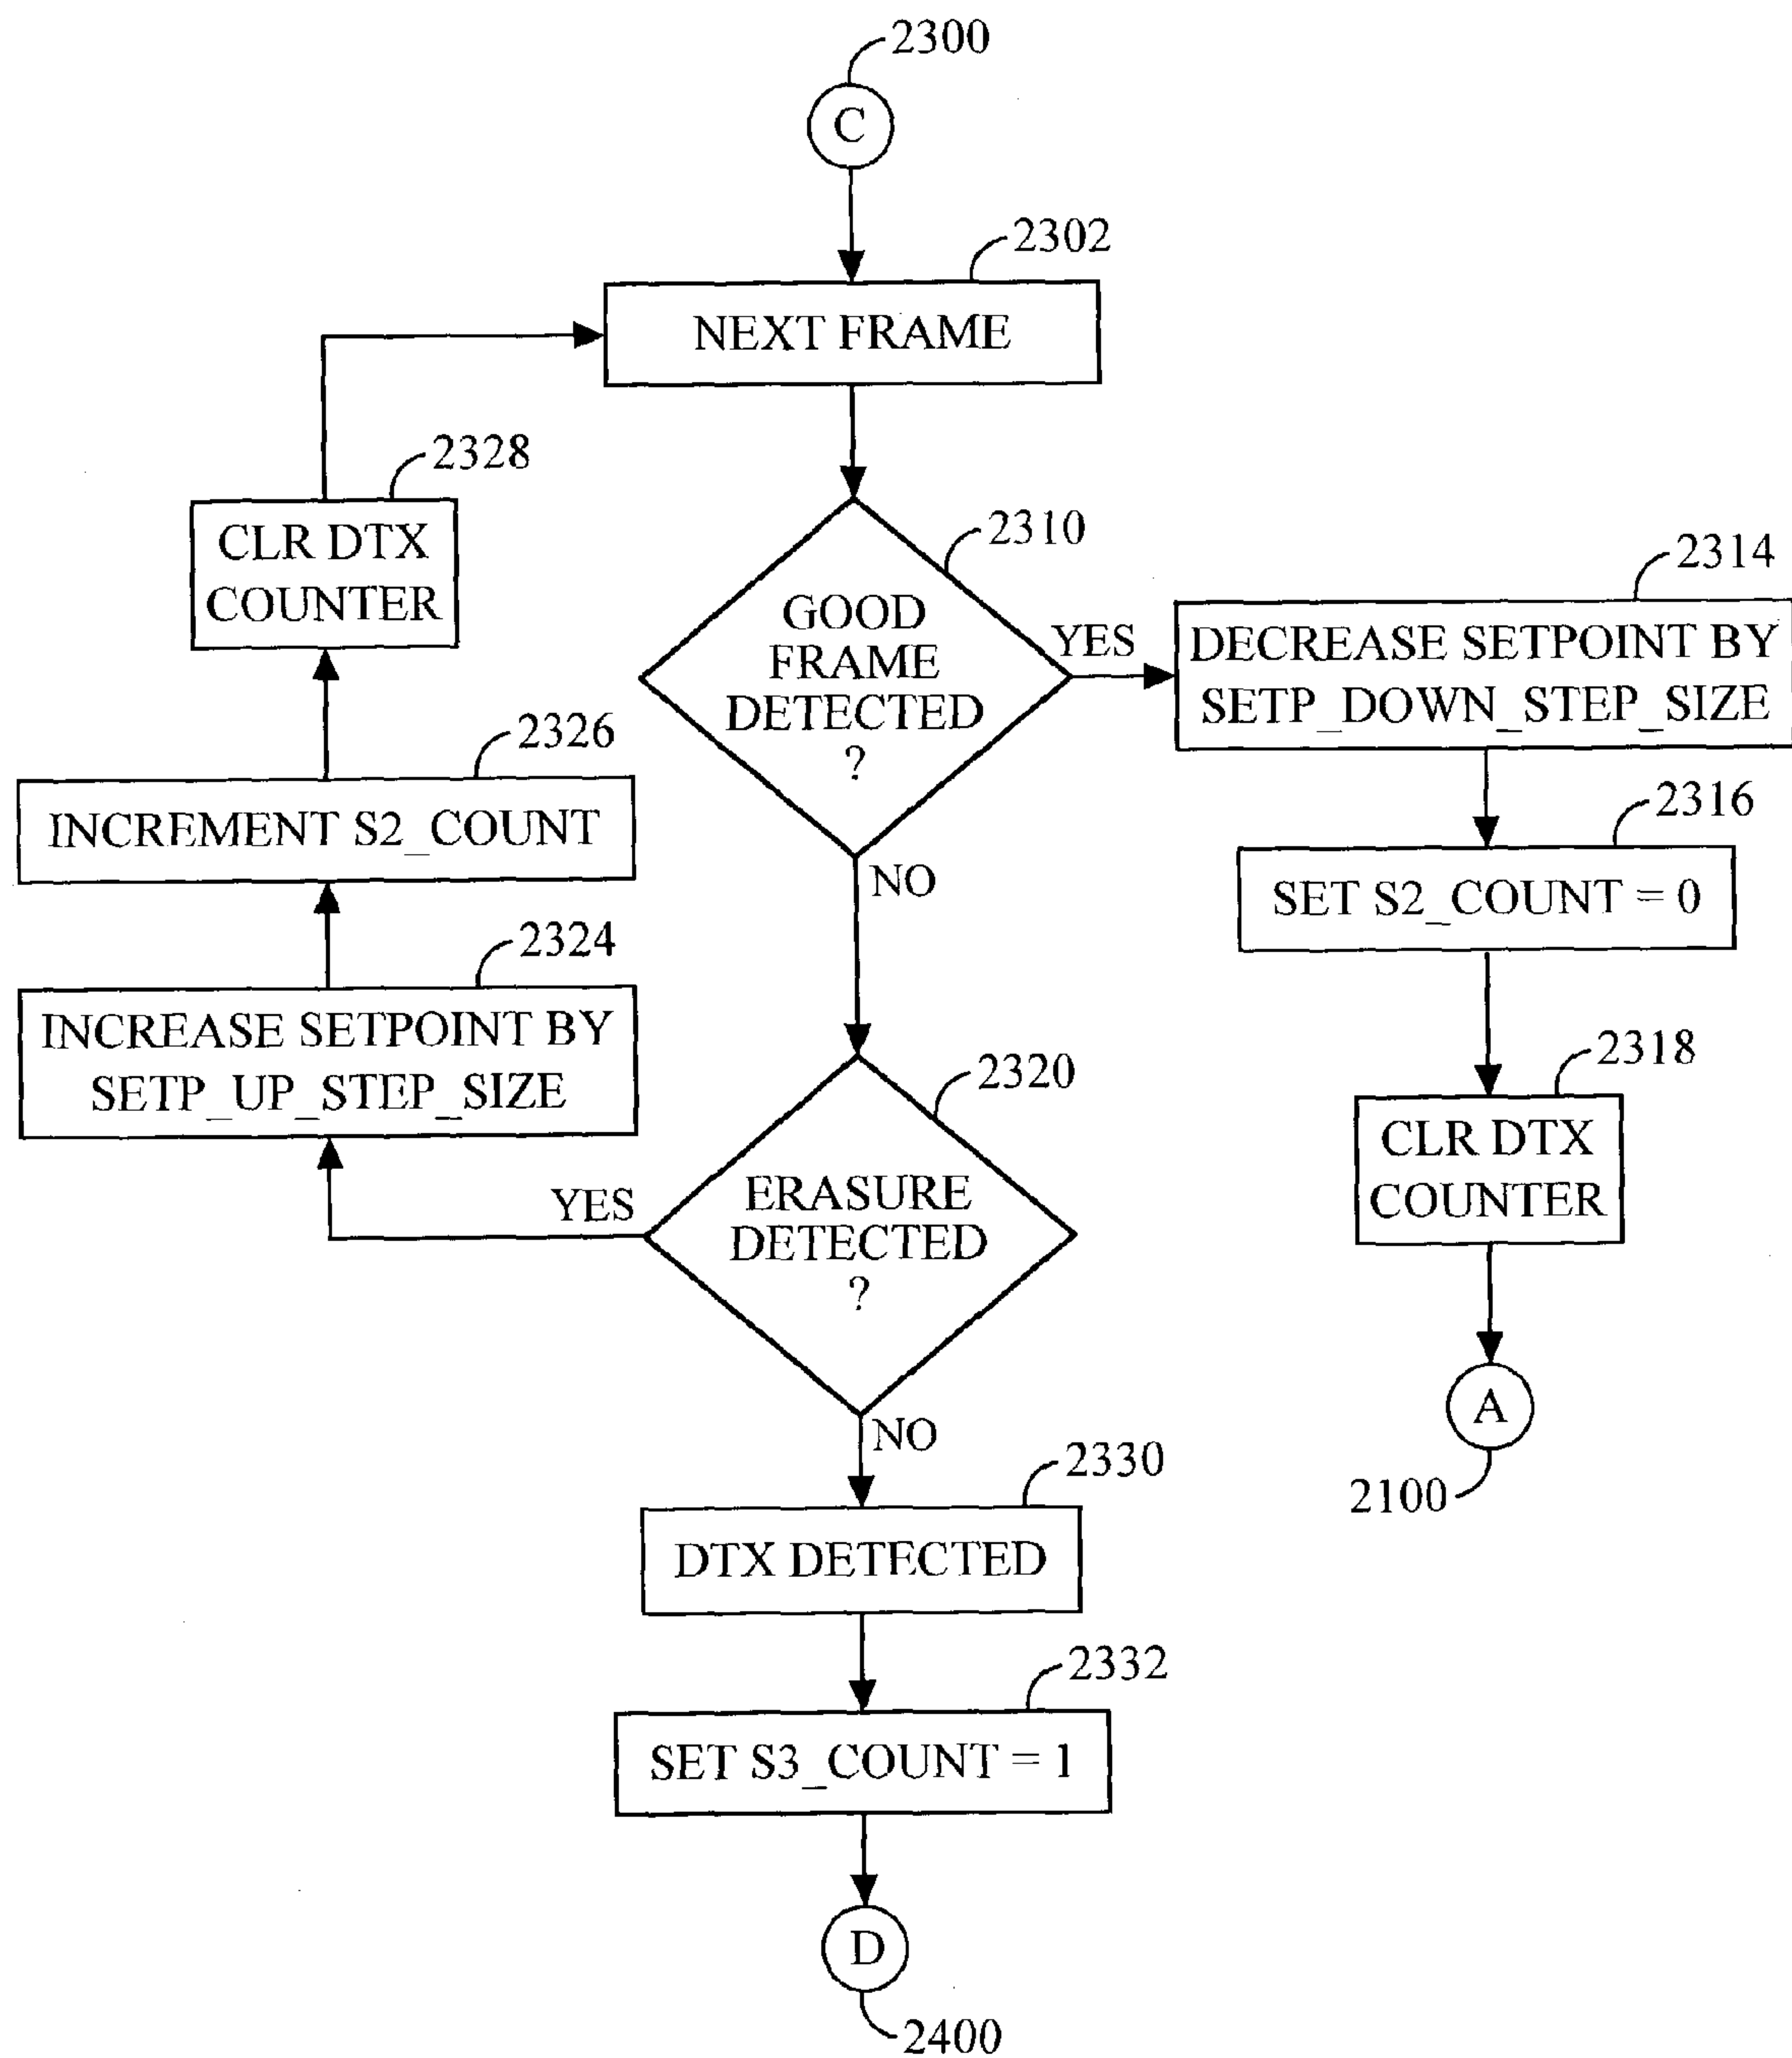 2300
C
2302
NEXT FRAME
2328
CLR DTX
COUNTER
2310
GOOD
FRAME
DETECTED
?
YES
2314
DECREASE SETPOINT BY
SETP_DOWN_STEP_SIZE
2326
INCREMENT S2_COUNT
NO
2316
SET S2_COUNT = 0
2324
INCREASE SETPOINT BY
SETP_UP_STEP_SIZE
2320
ERASURE
DETECTED
?
YES
2318
CLR DTX
COUNTER
A
2100
NO
2330
DTX DETECTED
2332
SET S3_COUNT = 1
D
2400